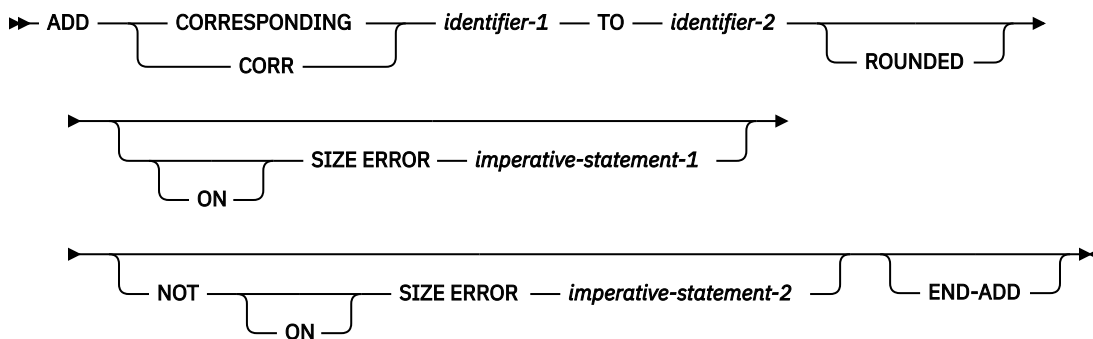 ADD CORRESPONDING identifier-1 TO identifier-2
CORR ROUNDED
SIZE ERROR imperative-statement-1
ON
NOT SIZE ERROR imperative-statement-2 END-ADD
ON